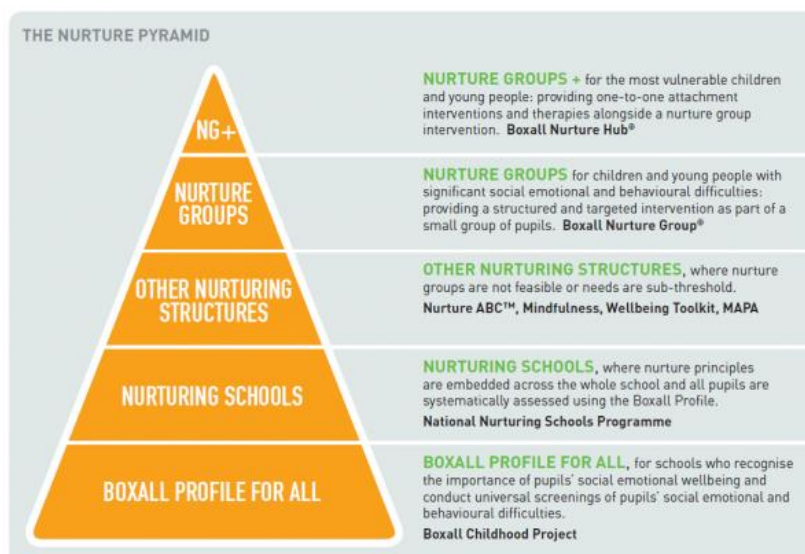 THE NURTURE PYRAMID
NG+
NURTURE GROUPS + for the most vulnerable children
and young people: providing one-to-one attachment
interventions and therapies alongside a nurture group
intervention. Boxall Nurture Hub®
NURTURE
GROUPS
NURTURE GROUPS for children and young people with
significant social emotional and behavioural difficulties:
providing a structured and targeted intervention as part of a
small group of pupils. Boxall Nurture Group®
OTHER NURTURING
STRUCTURES
OTHER NURTURING STRUCTURES, where nurture
groups are not feasible or needs are sub-threshold.
Nurture ABC™, Mindfulness, Wellbeing Toolkit, MAPA
NURTURING SCHOOLS
NURTURING SCHOOLS, where nurture principles
are embedded across the whole school and all pupils are
systematically assessed using the Boxall Profile.
National Nurturing Schools Programme
BOXALL PROFILE FOR ALL
BOXALL PROFILE FOR ALL, for schools who recognise
the importance of pupils' social emotional wellbeing and
conduct universal screenings of pupils' social emotional and
behavioural difficulties.
Boxall Childhood Project